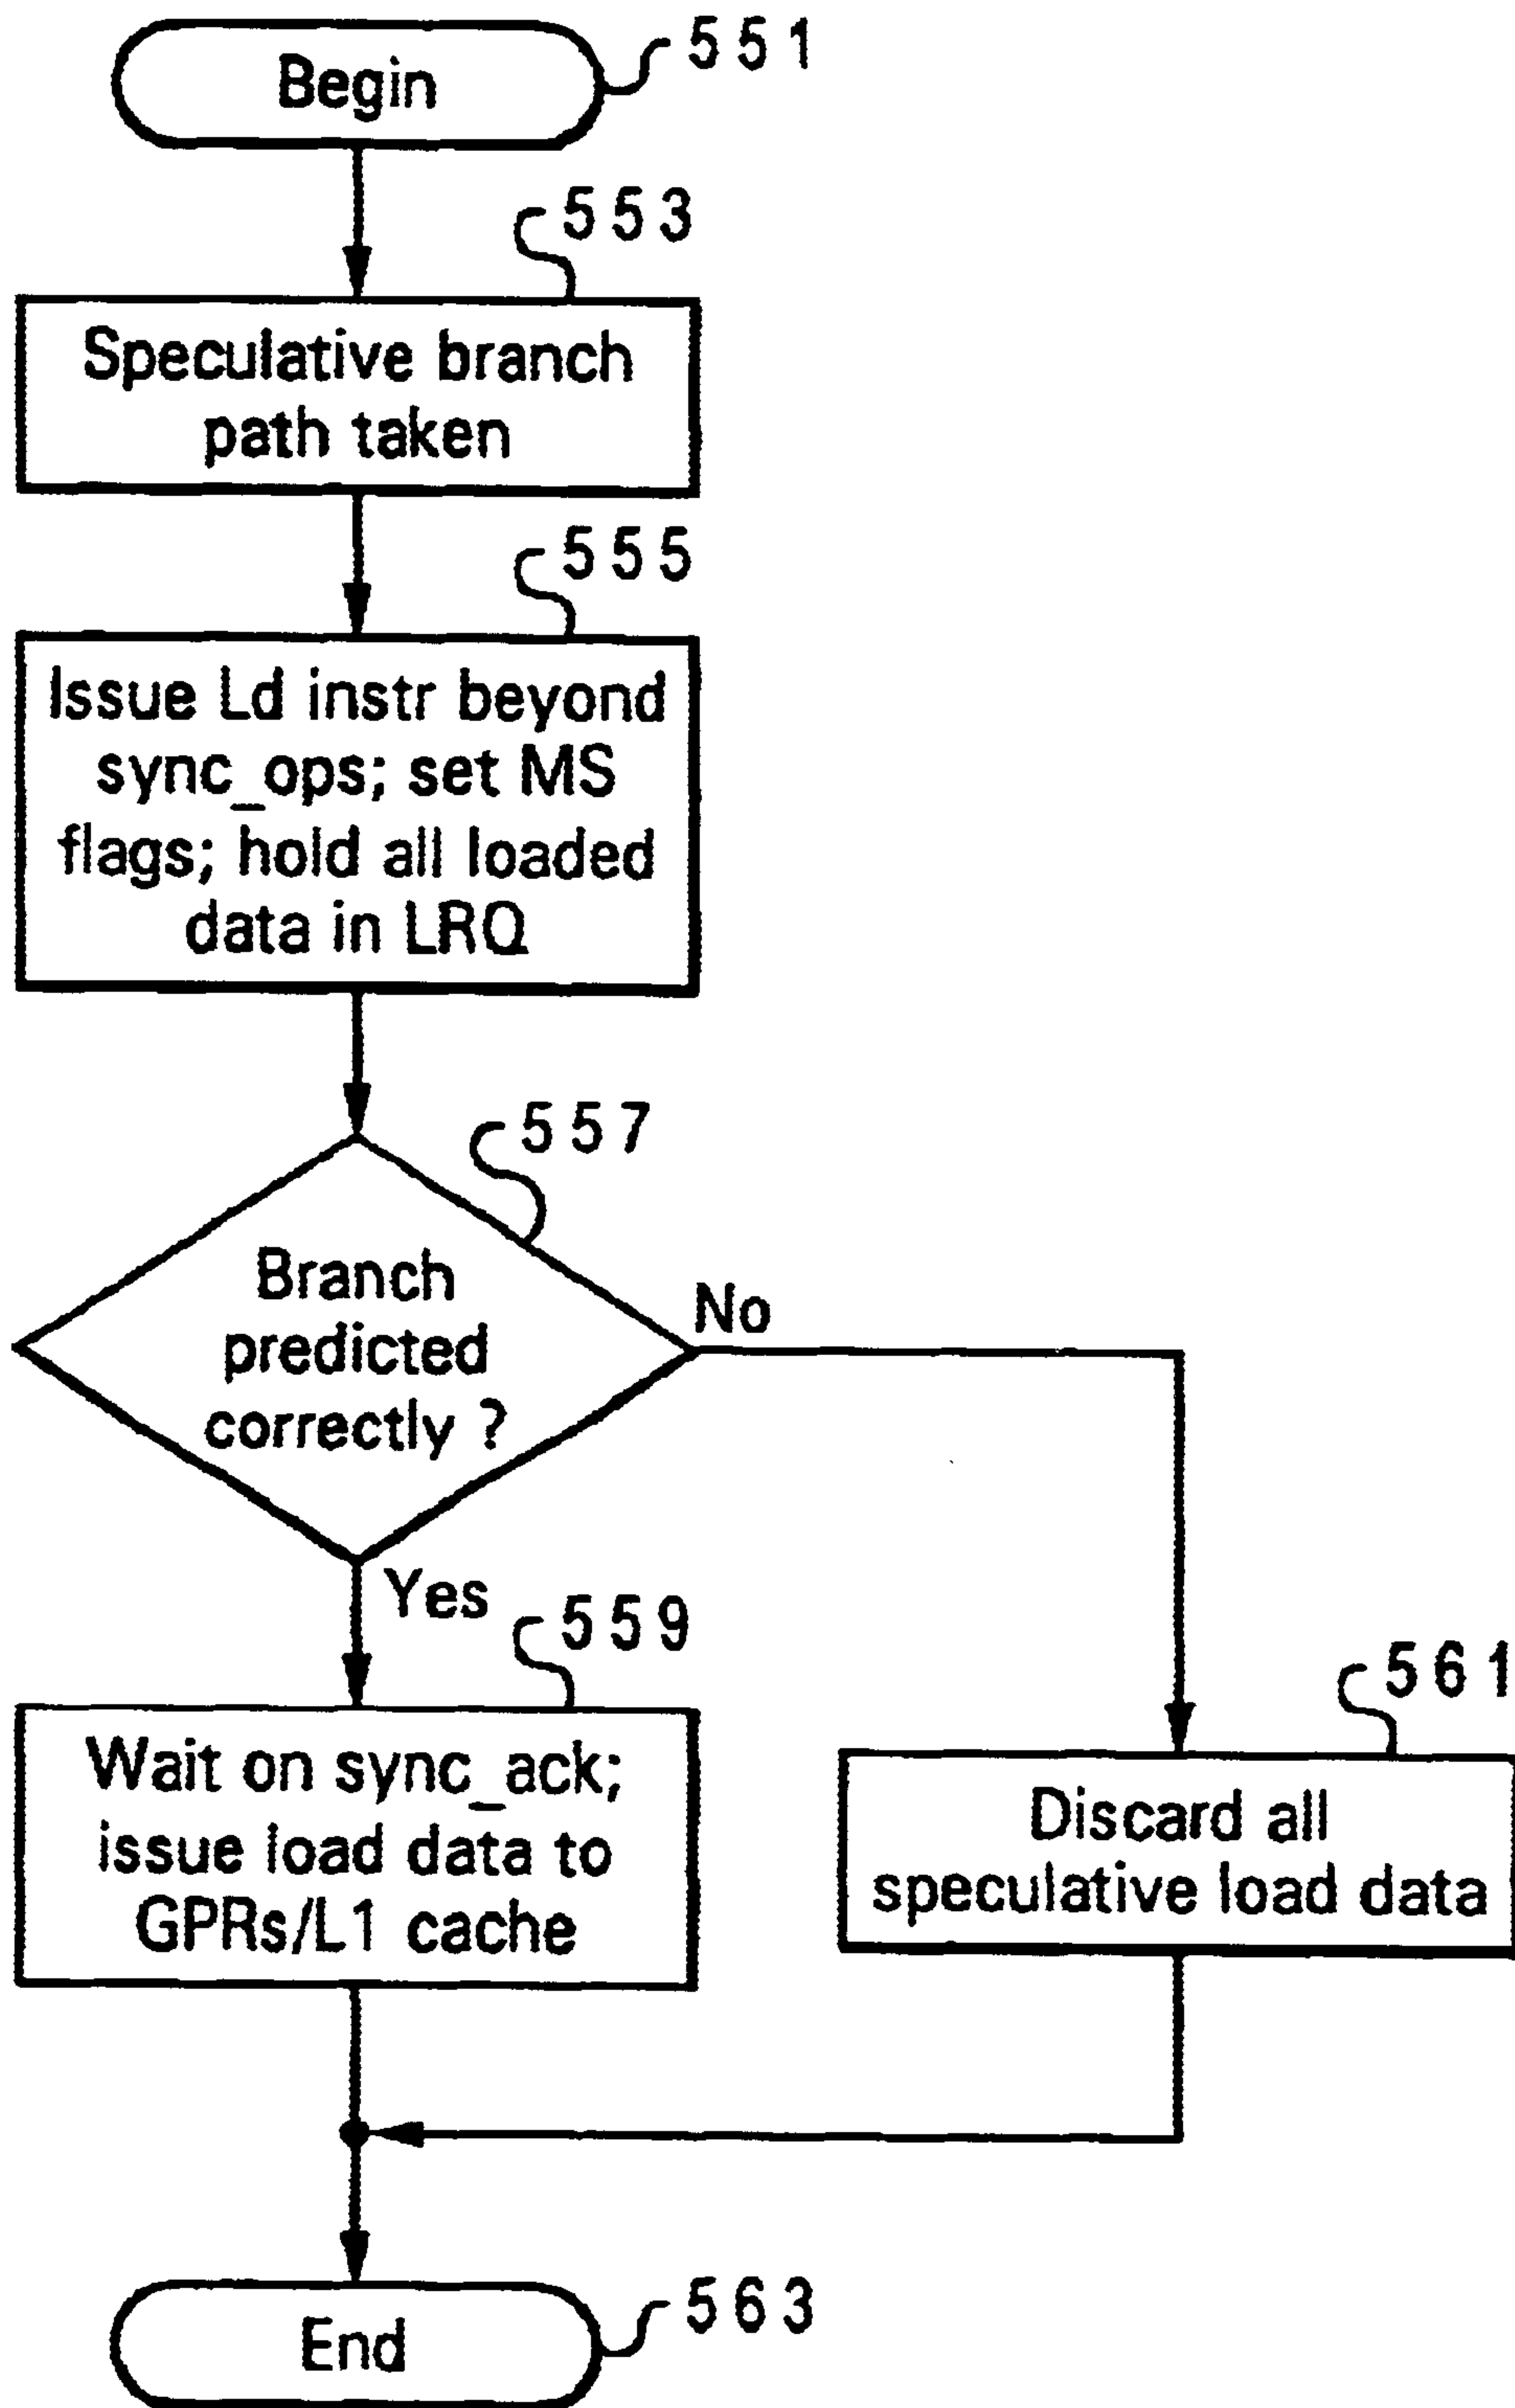 Begin
551
553
Speculative branch
path taken
555
Issue Ld instr beyond
sync_ops; set MS
flags; hold all loaded
data in LRQ
557
Branch
predicted
correctly ?
No
Yes
559
Wait on sync_ack;
issue load data to
GPRs/L1 cache
561
Discard all
speculative load data
End
563